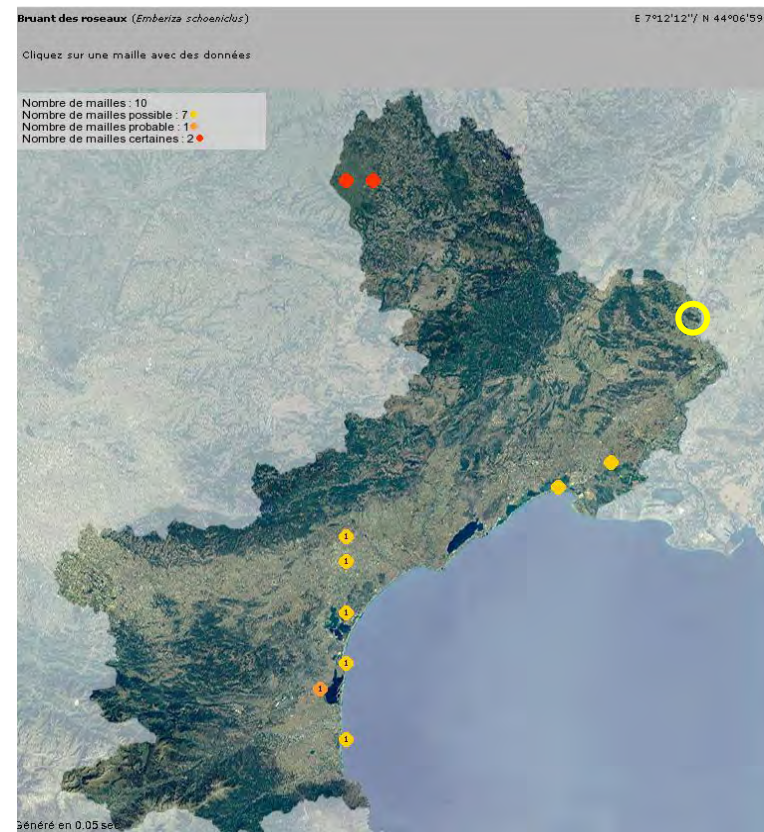 Bruant des roseaux (Emberiza schoeniclus)
E 7°12'12"/ N 44°06'59
Cliquez sur une maille avec des données
Nombre de mailles : 10
Nombre de mailles possible : 7
Nombre de mailles probable : 1
Nombre de mailles certaines : 2
1
1
1
1
1
1
Généré en 0.05 sec